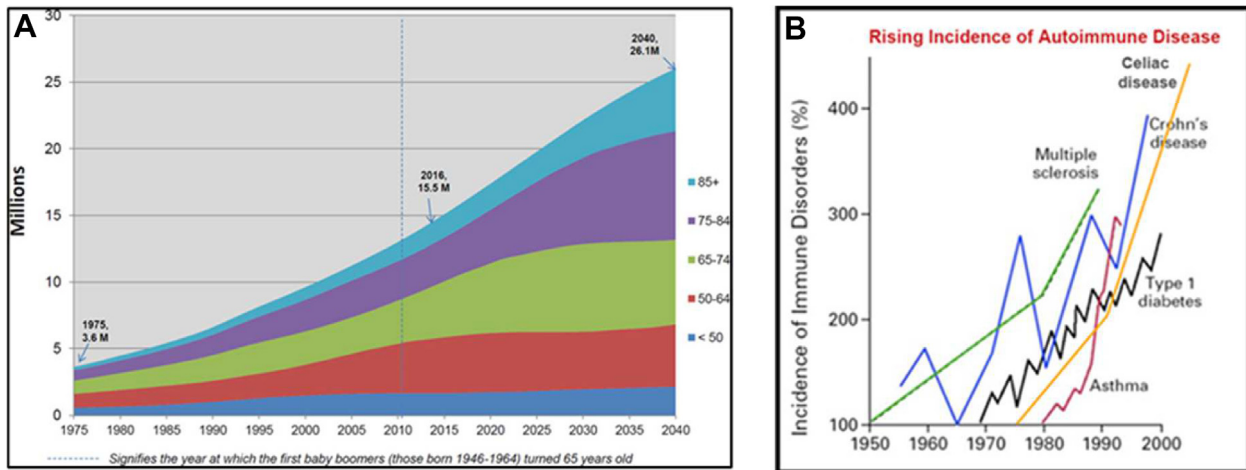 A
30
25
20
15
10
5
0
Millions
1975,
3.6 M
2016,
15.5 M
2040,
26.1M
85+
75-84
65-74
50-64
< 50
1975 1980 1985 1990 1995 2000 2005 2010 2015 2020 2025 2030 2035 2040
Signifies the year at which the first baby boomers (those born 1946-1964) turned 65 years old
B
Rising Incidence of Autoimmune Disease
Incidence of Immune Disorders (%)
400
300
200
100
Celiac
disease
Crohn's
disease
Multiple
sclerosis
Type 1
diabetes
Asthma
1950 1960 1970 1980 1990 2000